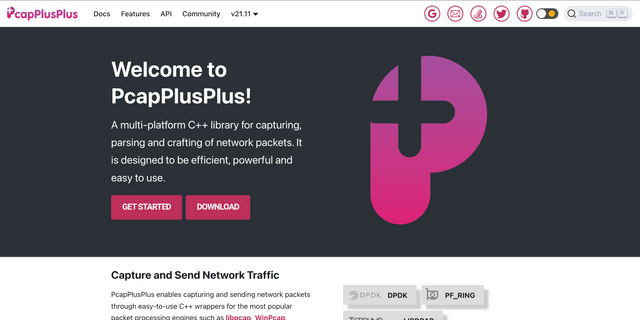 PcapPlusPlus Docs Features API Community v21.11 Search ⌘ K
Welcome to
PcapPlusPlus!
A multi-platform C++ library for capturing,
parsing and crafting of network packets. It
is designed to be efficient, powerful and
easy to use.
GET STARTED DOWNLOAD
Capture and Send Network Traffic
PcapPlusPlus enables capturing and sending network packets
through easy-to-use C++ wrappers for the most popular
packet processing engines such as libpcap, WinPcap,
DPDK DPDK PF_RING
LIBPCAP